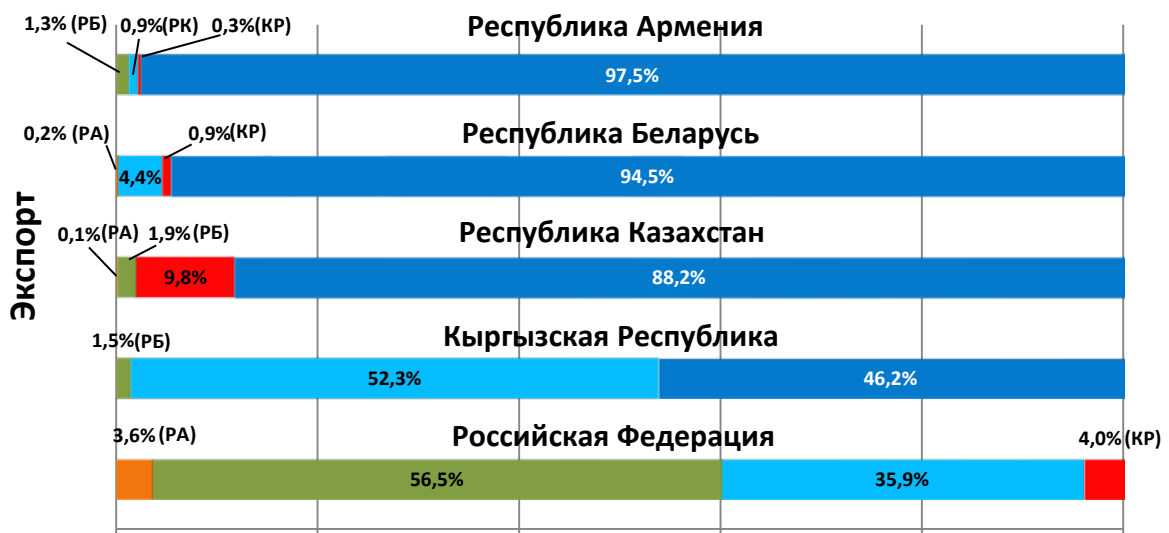 Экспорт
Республика Армения
1,3% (РБ) 0,9%(РК) 0,3%(КР)
97,5%
Республика Беларусь
0,2% (РА) 0,9%(КР)
4,4% 94,5%
Республика Казахстан
0,1%(РА) 1,9%(РБ)
9,8% 88,2%
Кыргызская Республика
1,5%(РБ)
52,3% 46,2%
Российская Федерация
3,6%(РА) 4,0%(КР)
56,5% 35,9%